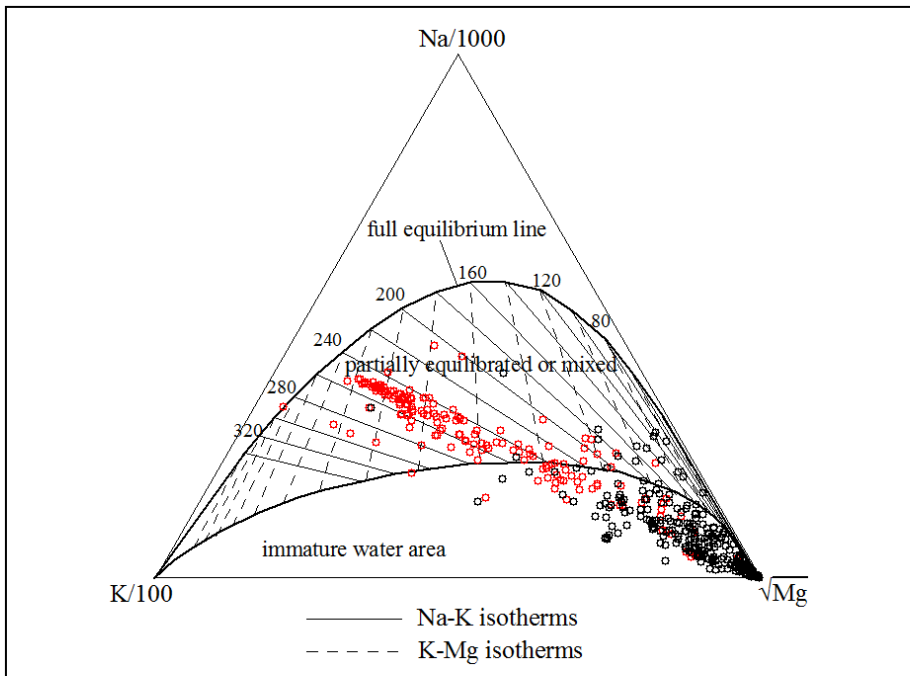 Na/1000
full equilibrium line
160
120
200
80
240
partially equilibrated or mixed
280
320
immature water area
K/100
√Mg
Na-K isotherms
K-Mg isotherms